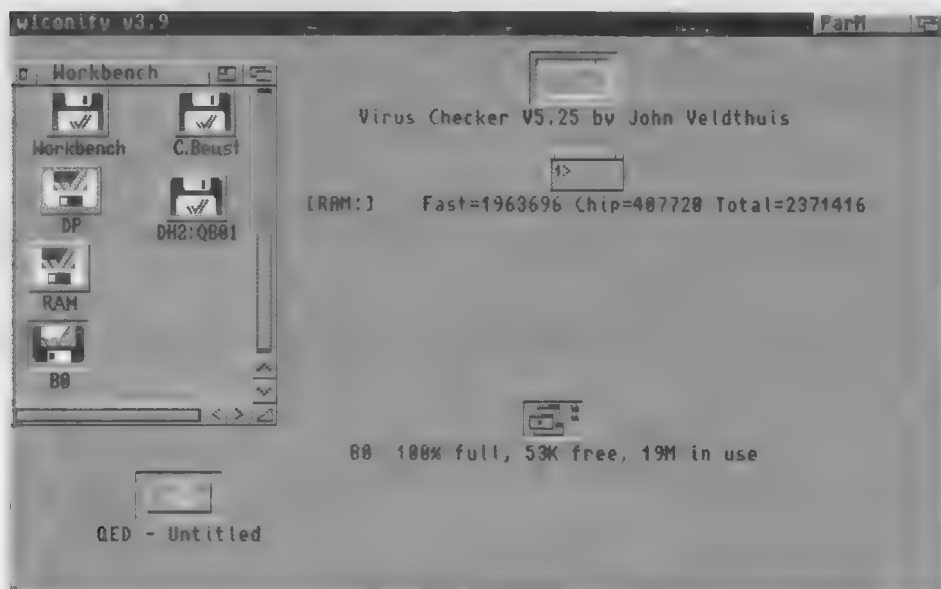 wIconify v3.9
ParM
Workbench
Workbench
C.Beust
DP
DH2:QB01
RAM
B0
Virus Checker V5.25 by John Veldthuis
1>
[RAM:] Fast=1963696 Chip=407720 Total=2371416
B0 100% full, 53K free, 19M in use
QED - Untitled